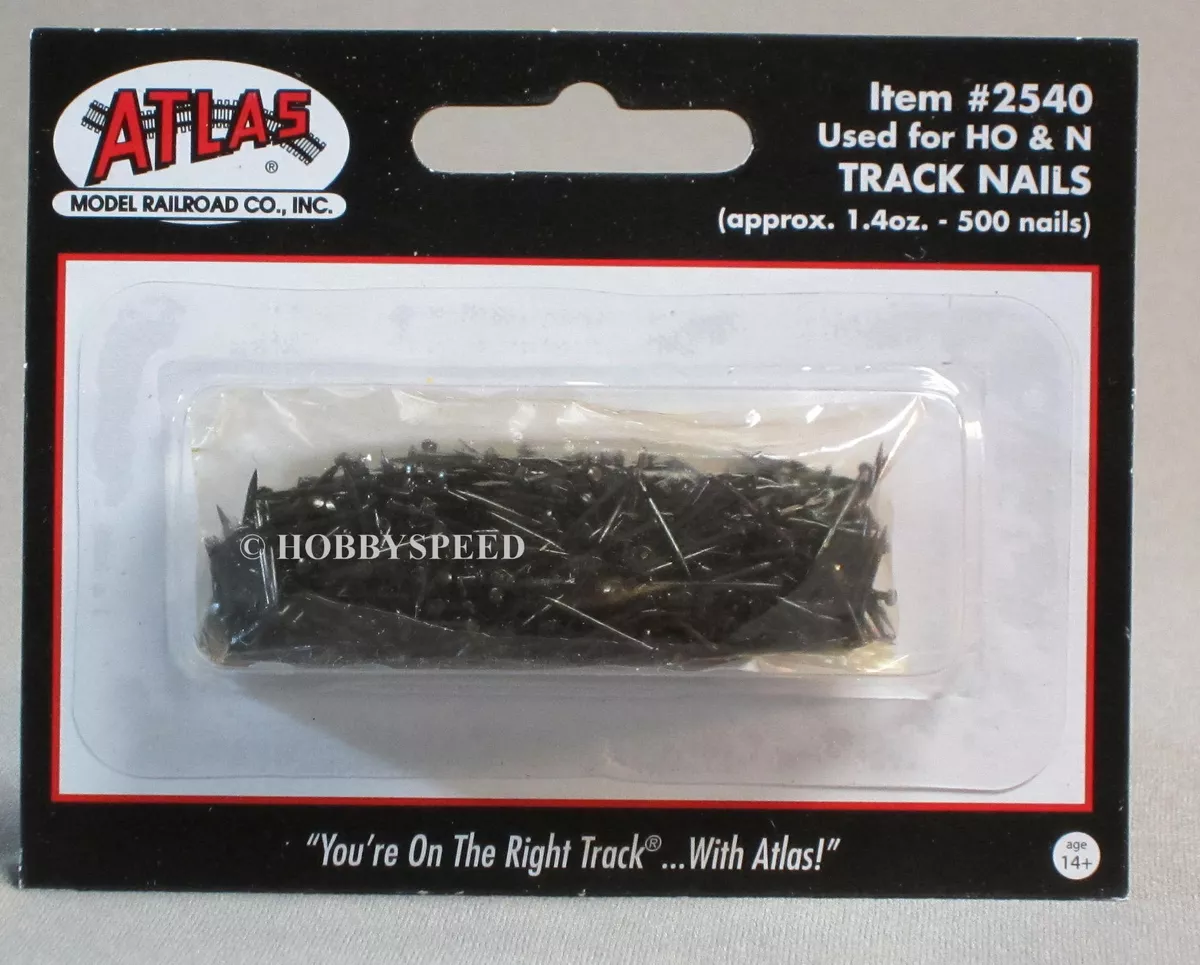 ATLAS
®
MODEL RAILROAD CO., INC.
Item #2540
Used for HO & N
TRACK NAILS
(approx. 1.4oz. - 500 nails)
© HOBBYSPEED
"You're On The Right Track®...With Atlas!"
age
14+